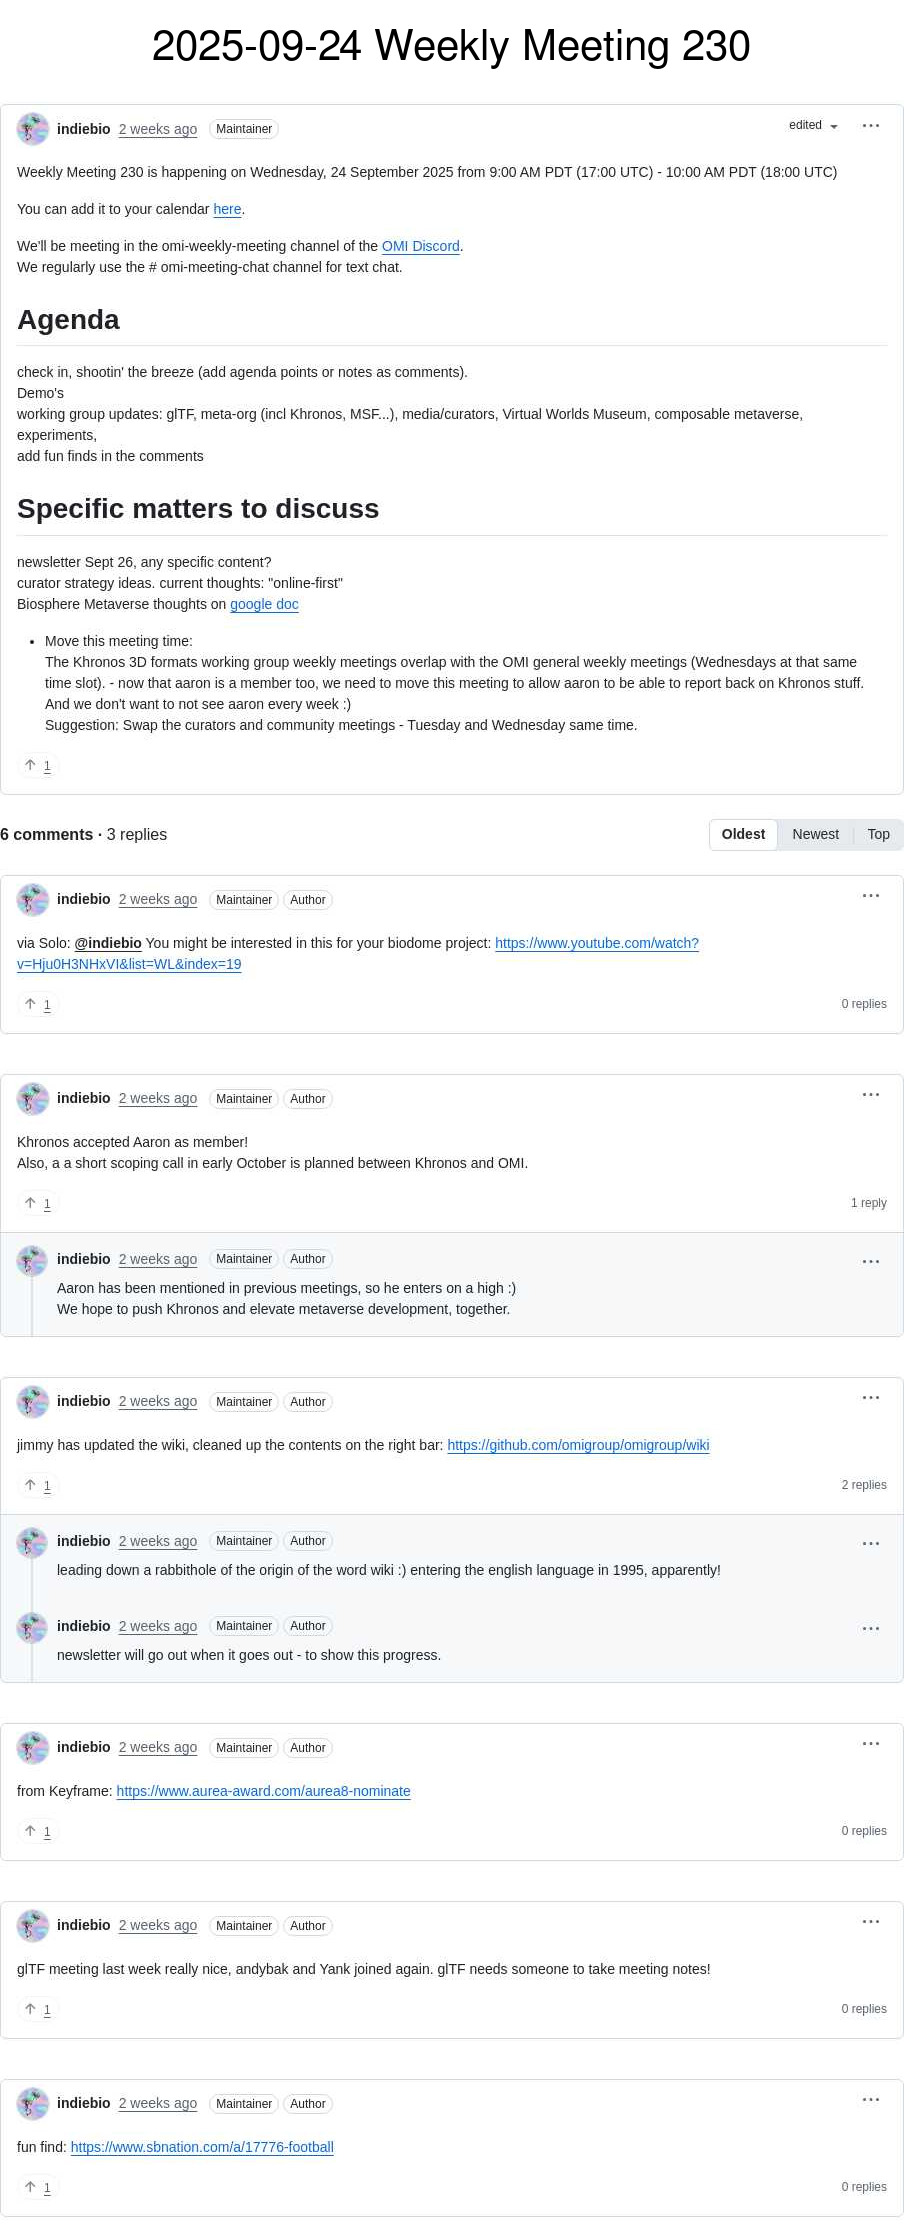 2025-09-24 Weekly Meeting 230
indiebio 2 weeks ago Maintainer edited
Weekly Meeting 230 is happening on Wednesday, 24 September 2025 from 9:00 AM PDT (17:00 UTC) - 10:00 AM PDT (18:00 UTC)
You can add it to your calendar here.
We'll be meeting in the omi-weekly-meeting channel of the OMI Discord.
We regularly use the # omi-meeting-chat channel for text chat.
Agenda
check in, shootin' the breeze (add agenda points or notes as comments).
Demo's
working group updates: glTF, meta-org (incl Khronos, MSF...), media/curators, Virtual Worlds Museum, composable metaverse,
experiments,
add fun finds in the comments
Specific matters to discuss
newsletter Sept 26, any specific content?
curator strategy ideas. current thoughts: "online-first"
Biosphere Metaverse thoughts on google doc
• Move this meeting time:
The Khronos 3D formats working group weekly meetings overlap with the OMI general weekly meetings (Wednesdays at that same
time slot). - now that aaron is a member too, we need to move this meeting to allow aaron to be able to report back on Khronos stuff.
And we don't want to not see aaron every week :)
Suggestion: Swap the curators and community meetings - Tuesday and Wednesday same time.
↑ 1
6 comments · 3 replies Oldest Newest Top
indiebio 2 weeks ago Maintainer Author
via Solo: @indiebio You might be interested in this for your biodome project: https://www.youtube.com/watch?
v=Hju0H3NHxVI&list=WL&index=19
↑ 1 0 replies
indiebio 2 weeks ago Maintainer Author
Khronos accepted Aaron as member!
Also, a a short scoping call in early October is planned between Khronos and OMI.
↑ 1 1 reply
indiebio 2 weeks ago Maintainer Author
Aaron has been mentioned in previous meetings, so he enters on a high :)
We hope to push Khronos and elevate metaverse development, together.
indiebio 2 weeks ago Maintainer Author
jimmy has updated the wiki, cleaned up the contents on the right bar: https://github.com/omigroup/omigroup/wiki
↑ 1 2 replies
indiebio 2 weeks ago Maintainer Author
leading down a rabbithole of the origin of the word wiki :) entering the english language in 1995, apparently!
indiebio 2 weeks ago Maintainer Author
newsletter will go out when it goes out - to show this progress.
indiebio 2 weeks ago Maintainer Author
from Keyframe: https://www.aurea-award.com/aurea8-nominate
↑ 1 0 replies
indiebio 2 weeks ago Maintainer Author
glTF meeting last week really nice, andybak and Yank joined again. glTF needs someone to take meeting notes!
↑ 1 0 replies
indiebio 2 weeks ago Maintainer Author
fun find: https://www.sbnation.com/a/17776-football
↑ 1 0 replies